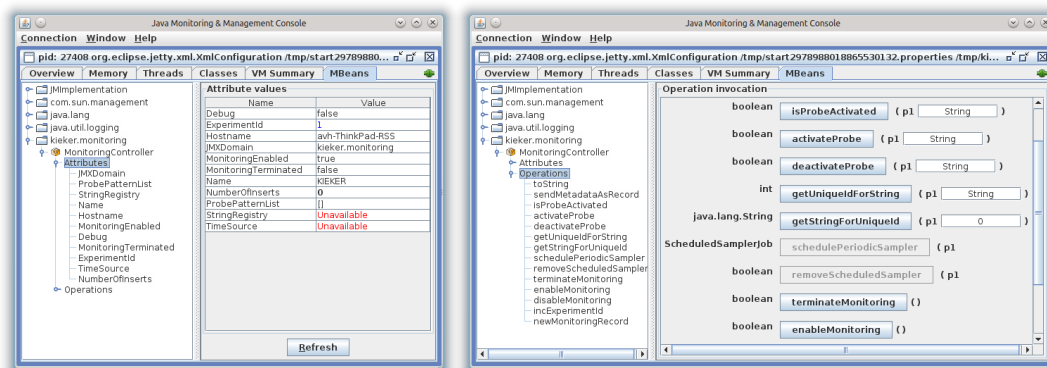 Java Monitoring & Management Console
Connection Window Help
pid: 27408 org.eclipse.jetty.xml.XmlConfiguration /tmp/start29789880...
Overview Memory Threads Classes VM Summary MBeans
JMImplementation
com.sun.management
java.lang
java.util.logging
kieker.monitoring
MonitoringController
Attributes
JMXDomain
ProbePatternList
StringRegistry
Name
Hostname
MonitoringEnabled
Debug
MonitoringTerminated
ExperimentId
TimeSource
NumberOfInserts
Operations
Attribute values
Name Value
Debug false
ExperimentId 1
Hostname avh-ThinkPad-RSS
JMXDomain kieker.monitoring
MonitoringEnabled true
MonitoringTerminated false
Name KIEKER
NumberOfInserts 0
ProbePatternList []
StringRegistry Unavailable
TimeSource Unavailable
Refresh
Java Monitoring & Management Console
Connection Window Help
pid: 27408 org.eclipse.jetty.xml.XmlConfiguration /tmp/start2978988018865530132.properties /tmp/ki...
Overview Memory Threads Classes VM Summary MBeans
JMImplementation
com.sun.management
java.lang
java.util.logging
kieker.monitoring
MonitoringController
Attributes
Operations
toString
sendMetadataAsRecord
isProbeActivated
activateProbe
deactivateProbe
getUniqueIdForString
getStringForUniqueId
schedulePeriodicSampler
removeScheduledSampler
terminateMonitoring
enableMonitoring
disableMonitoring
incExperimentId
newMonitoringRecord
Operation invocation
boolean isProbeActivated ( p1 String )
boolean activateProbe ( p1 String )
boolean deactivateProbe ( p1 String )
int getUniqueIdForString ( p1 String )
java.lang.String getStringForUniqueId ( p1 0 )
ScheduledSamplerJob schedulePeriodicSampler ( p1
boolean removeScheduledSampler ( p1
boolean terminateMonitoring ()
boolean enableMonitoring ()